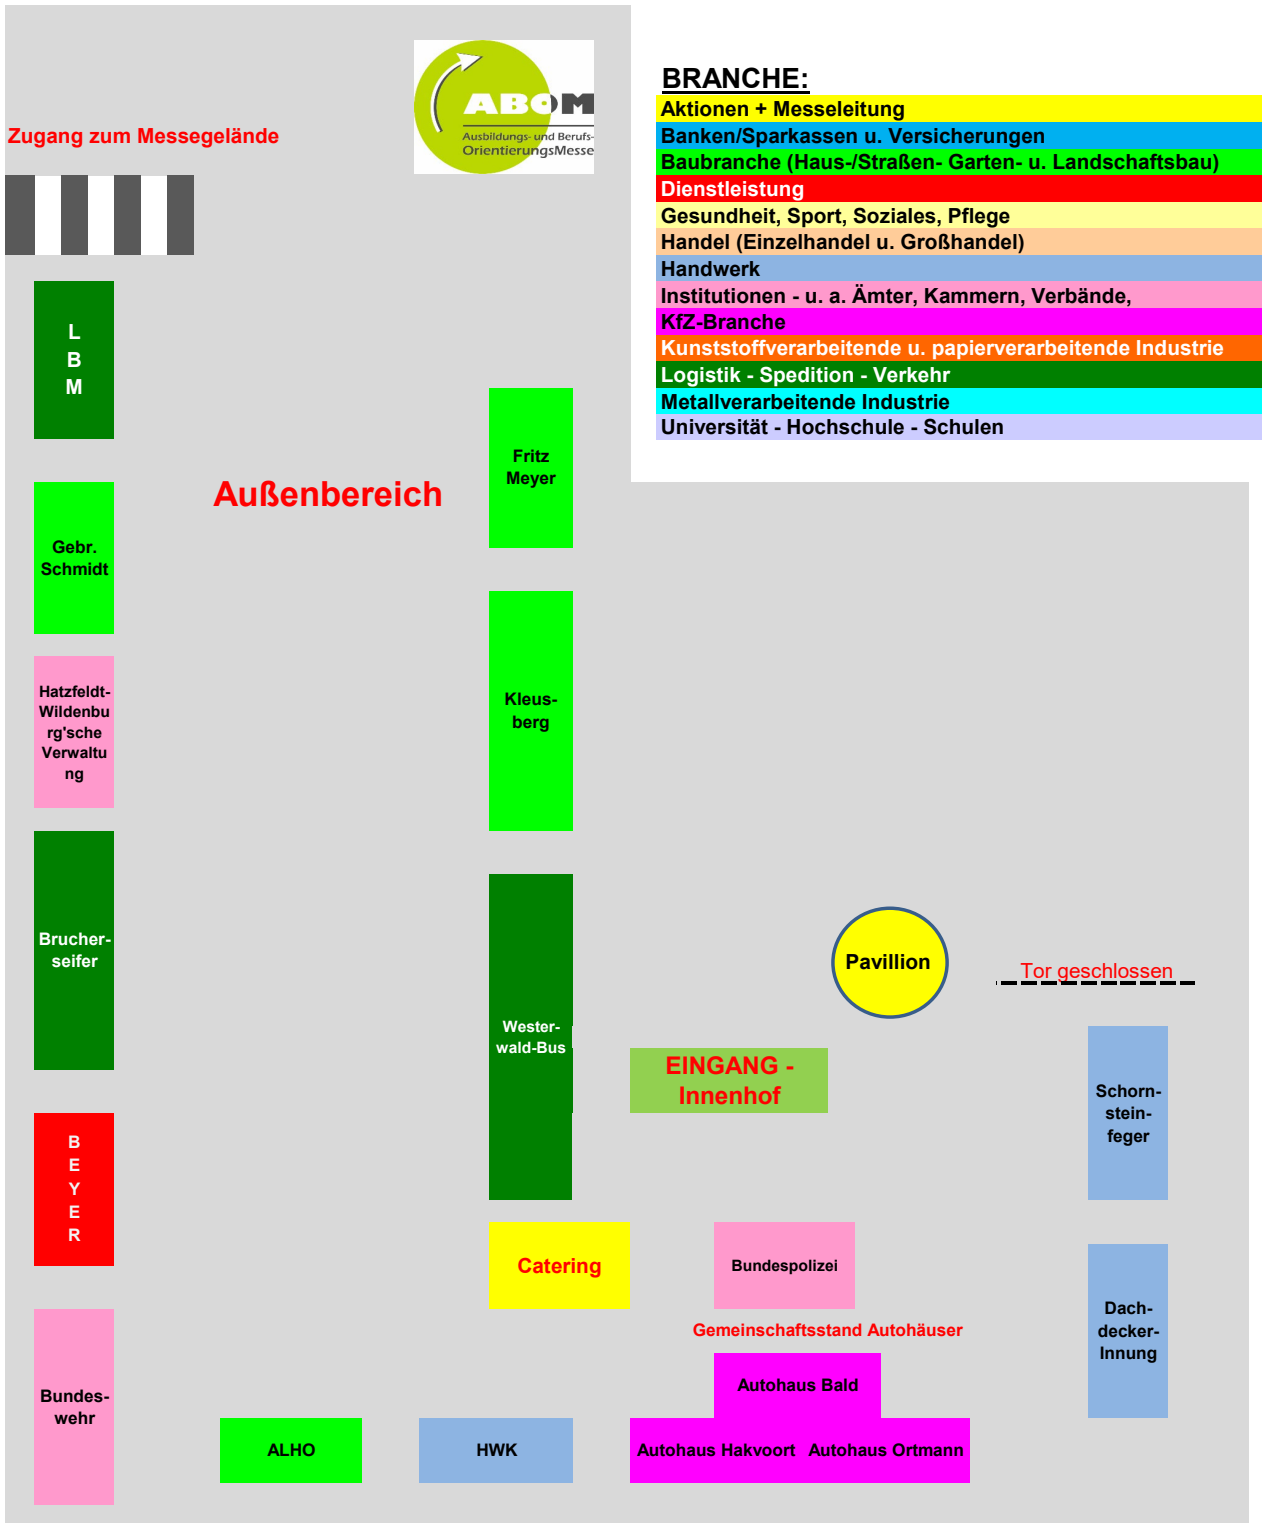 ABOM
Ausbildungs- und Berufs-
OrientierungsMesse
BRANCHE:
Aktionen + Messeleitung
Banken/Sparkassen u. Versicherungen
Baubranche (Haus-/Straßen- Garten- u. Landschaftsbau)
Dienstleistung
Gesundheit, Sport, Soziales, Pflege
Handel (Einzelhandel u. Großhandel)
Handwerk
Institutionen - u. a. Ämter, Kammern, Verbände,
KfZ-Branche
Kunststoffverarbeitende u. papierverarbeitende Industrie
Logistik - Spedition - Verkehr
Metallverarbeitende Industrie
Universität - Hochschule - Schulen
Zugang zum Messegelände
L
B
M
Fritz
Meyer
Außenbereich
Gebr.
Schmidt
Hatzfeldt-
Wildenbu
rg'sche
Verwaltu
ng
Kleus-
berg
Brucher-
seifer
Pavillion
Tor geschlossen
Wester-
wald-Bus
EINGANG -
Innenhof
Schorn-
stein-
feger
B
E
Y
E
R
Catering
Bundespolizei
Gemeinschaftsstand Autohäuser
Dach-
decker-
Innung
Autohaus Bald
Bundes-
wehr
ALHO
HWK
Autohaus Hakvoort Autohaus Ortmann